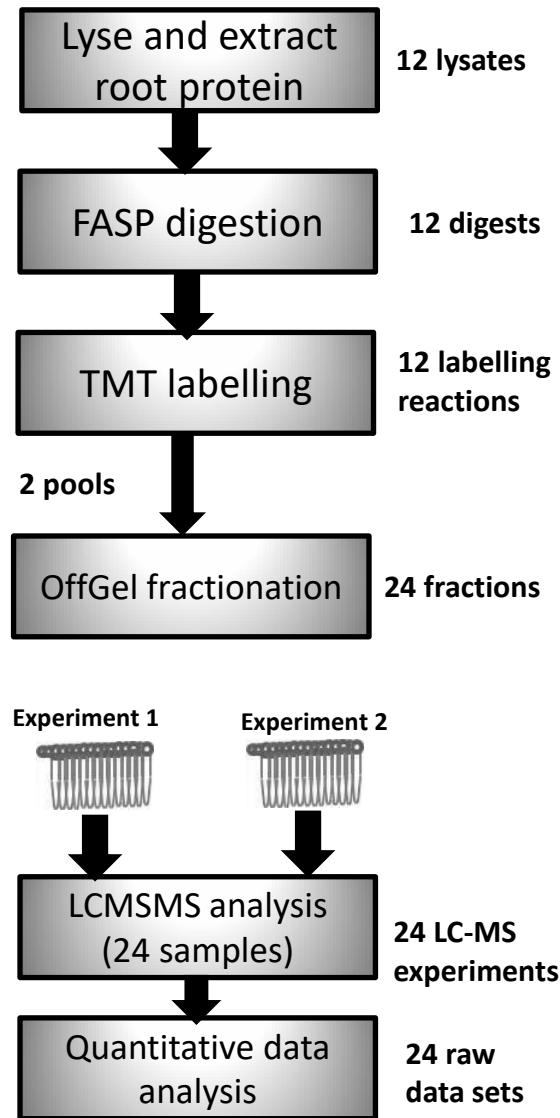 Lyse and extract
root protein
12 lysates
FASP digestion
12 digests
TMT labelling
12 labelling
reactions
2 pools
OffGel fractionation
24 fractions
Experiment 1
Experiment 2
LCMSMS analysis
(24 samples)
24 LC-MS
experiments
Quantitative data
analysis
24 raw
data sets